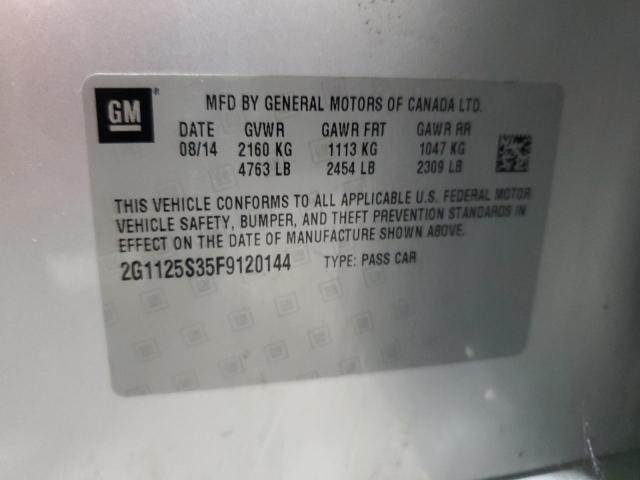 GM ®
MFD BY GENERAL MOTORS OF CANADA LTD.
DATE GVWR GAWR FRT GAWR RR
08/14 2160 KG 1113 KG 1047 KG
4763 LB 2454 LB 2309 LB
THIS VEHICLE CONFORMS TO ALL APPLICABLE U.S. FEDERAL MOTOR
VEHICLE SAFETY, BUMPER, AND THEFT PREVENTION STANDARDS IN
EFFECT ON THE DATE OF MANUFACTURE SHOWN ABOVE.
2G1125S35F9120144 TYPE: PASS CAR